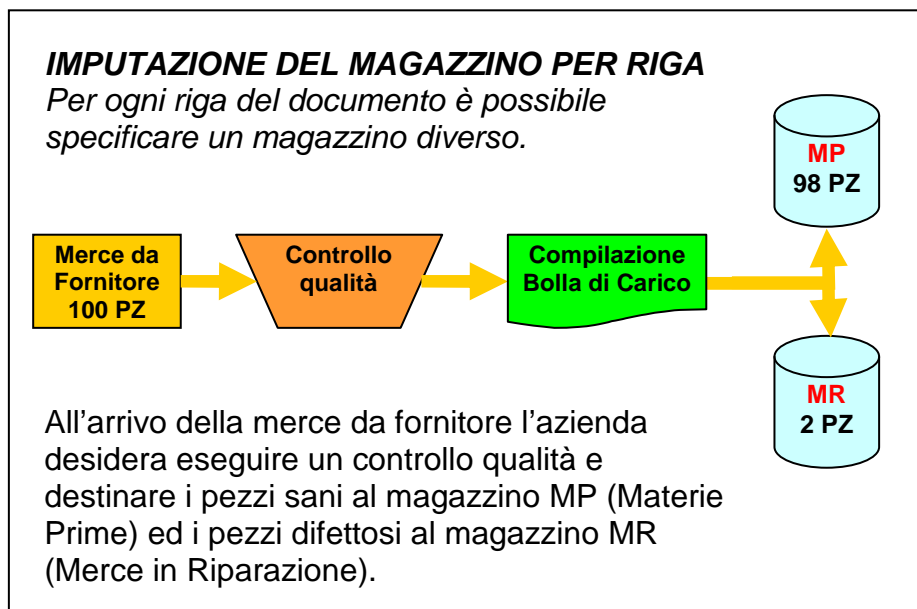 IMPUTAZIONE DEL MAGAZZINO PER RIGA
Per ogni riga del documento è possibile
specificare un magazzino diverso.
MP
98 PZ
Merce da
Fornitore
100 PZ
Controllo
qualità
Compilazione
Bolla di Carico
MR
2 PZ
All’arrivo della merce da fornitore l’azienda
desidera eseguire un controllo qualità e
destinare i pezzi sani al magazzino MP (Materie
Prime) ed i pezzi difettosi al magazzino MR
(Merce in Riparazione).